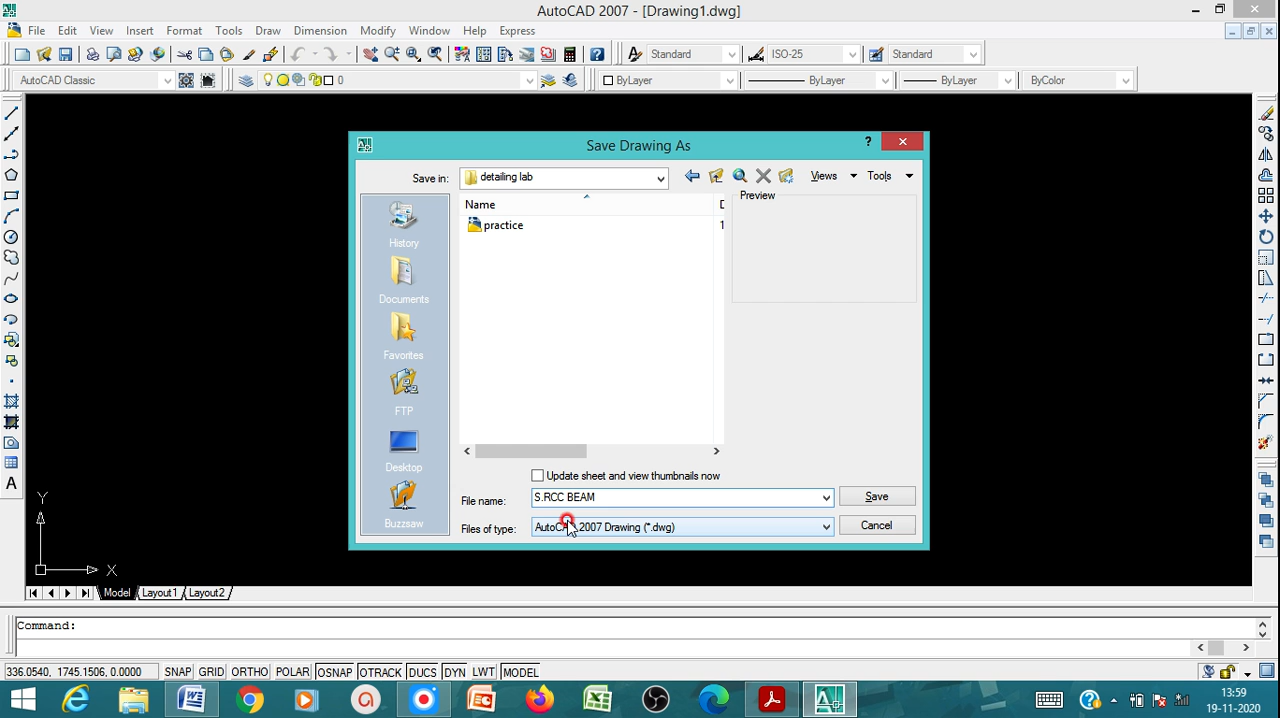 AutoCAD 2007 - [Drawing1.dwg]
File Edit View Insert Format Tools Draw Dimension Modify Window Help Express
Standard ISO-25 Standard
AutoCAD Classic 0 ByLayer ByLayer ByLayer ByColor
Save Drawing As
Save in: detailing lab Views Tools
Name D Preview
practice 1
History
Documents
Favorites
FTP
Desktop
Buzzsaw
Update sheet and view thumbnails now
File name: S.RCC BEAM Save
Files of type: AutoCAD 2007 Drawing (*.dwg) Cancel
Y
X
Model Layout1 Layout2
Command:
336.0540, 1745.1506, 0.0000 SNAP GRID ORTHO POLAR OSNAP OTRACK DUCS DYN LWT MODEL
13:59
19-11-2020